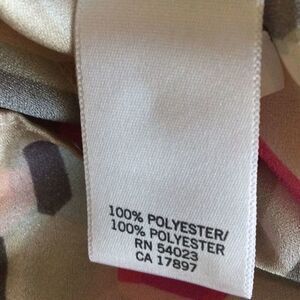 100% POLYESTER/
100% POLYESTER
RN 54023
CA 17897